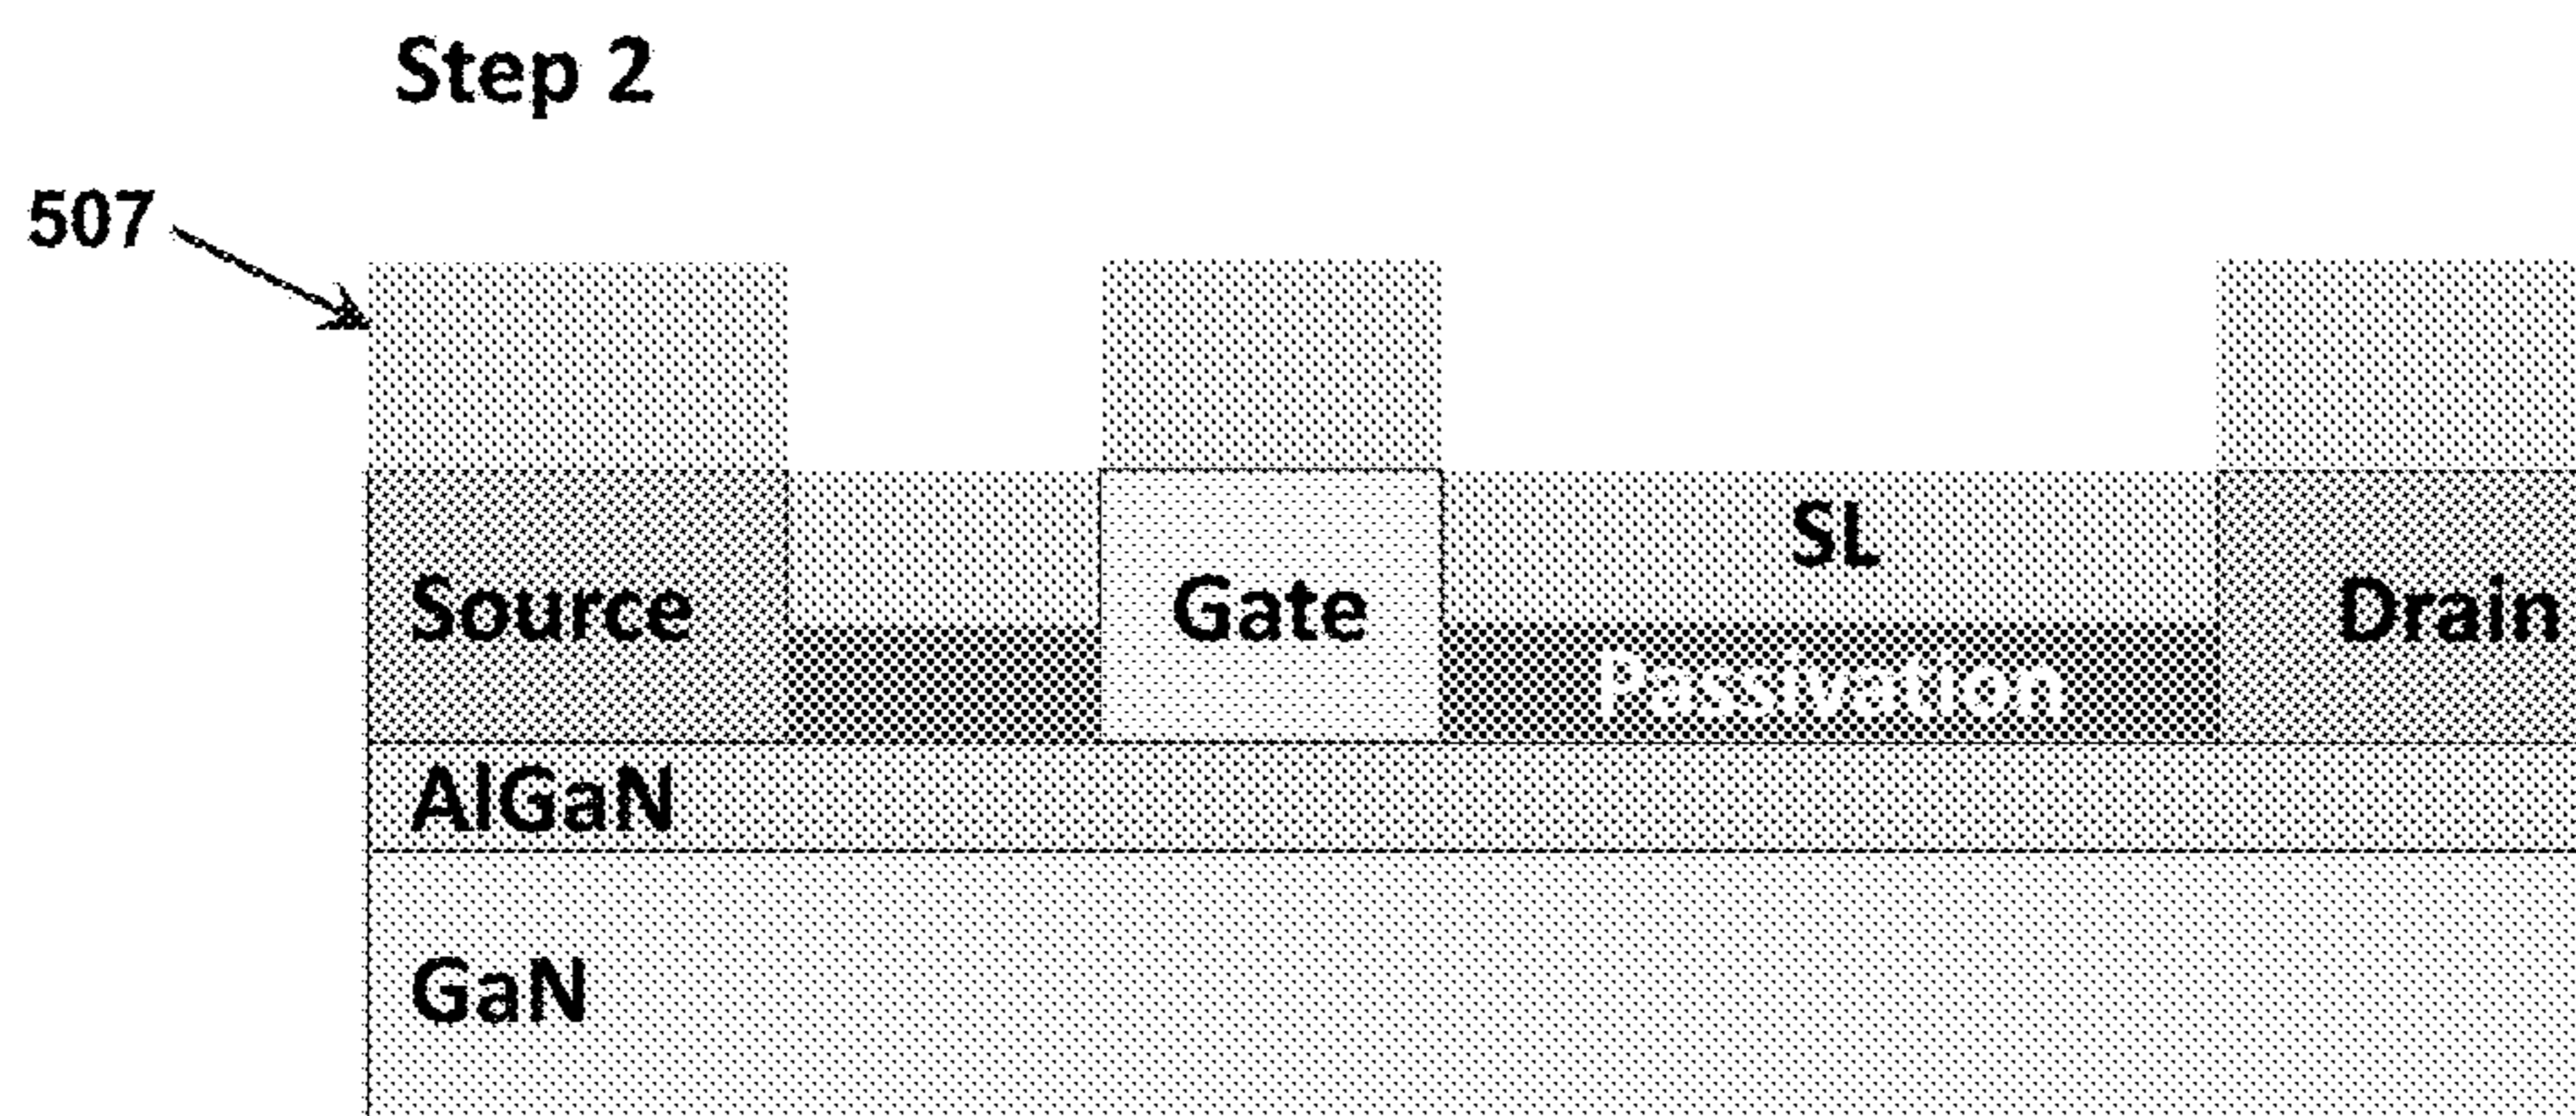 Step 2
507
SL
Source
Gate
Drain
Passivation
AlGaN
GaN